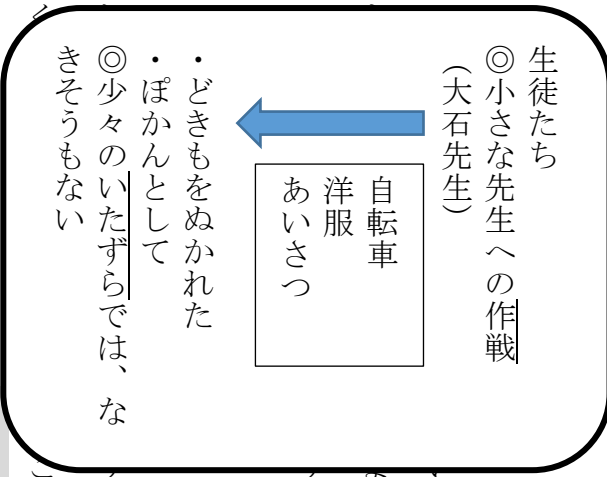 生徒たち
◎小さな先生への作戦
（大石先生）
自転車
洋服
あいさつ
・どきもをぬかれた
・ぽかんとして
◎少々のいたずらでは、な
きそうもない